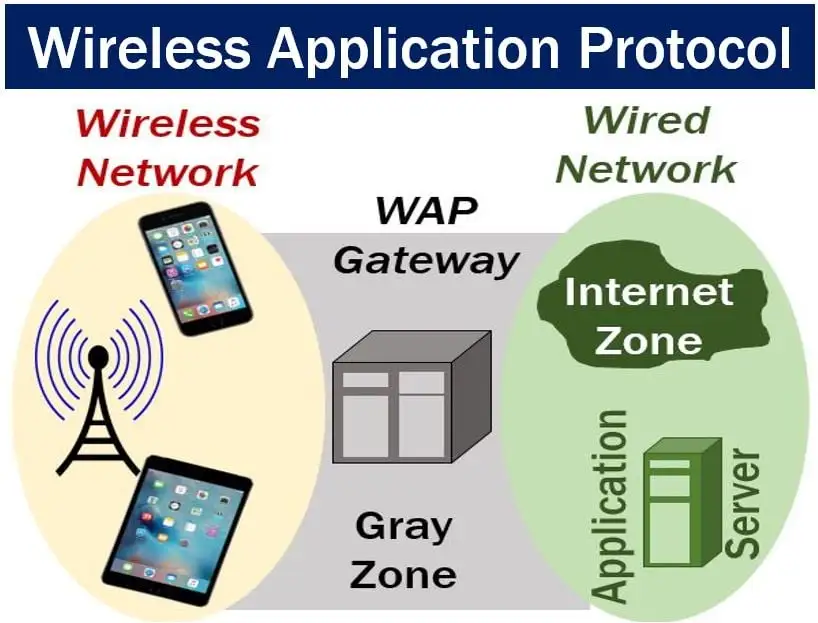 Wireless Application Protocol
Wireless
Network
WAP
Gateway
Gray
Zone
Wired
Network
Internet
Zone
Application
Server